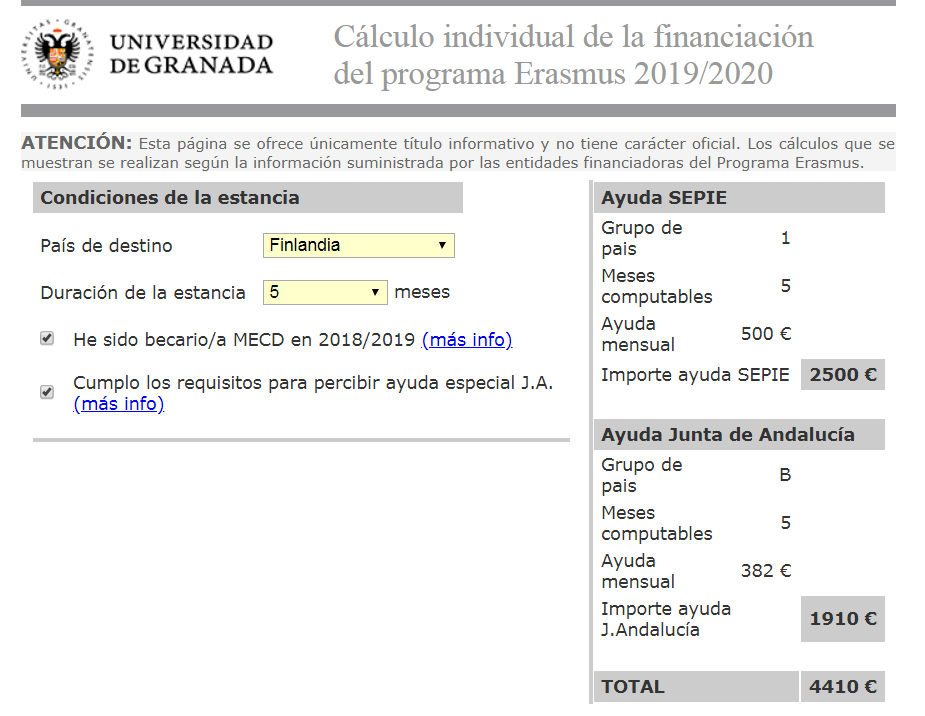 UNIVERSIDAD
DE GRANADA
Cálculo individual de la financiación
del programa Erasmus 2019/2020
ATENCIÓN: Esta página se ofrece únicamente título informativo y no tiene carácter oficial. Los cálculos que se
muestran se realizan según la información suministrada por las entidades financiadoras del Programa Erasmus.
Condiciones de la estancia
País de destino Finlandia
Duración de la estancia 5 meses
He sido becario/a MECD en 2018/2019 (más info)
Cumplo los requisitos para percibir ayuda especial J.A.
(más info)
Ayuda SEPIE
Grupo de
pais 1
Meses
computables 5
Ayuda
mensual 500 €
Importe ayuda SEPIE 2500 €
Ayuda Junta de Andalucía
Grupo de
pais B
Meses
computables 5
Ayuda
mensual 382 €
Importe ayuda
J.Andalucía 1910 €
TOTAL 4410 €